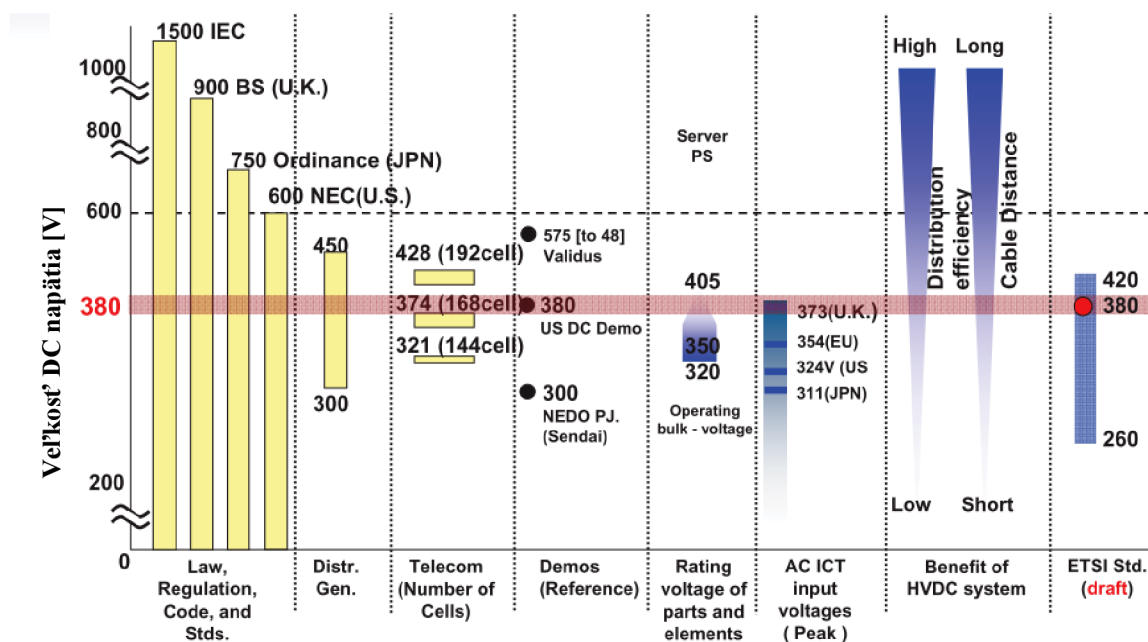 Veľkosť DC napätia [V]
1000
800
600
380
200
0
1500 IEC
900 BS (U.K.)
750 Ordinance (JPN)
600 NEC(U.S.)
Law,
Regulation,
Code, and
Stds.
450
300
Distr.
Gen.
428 (192cell)
374 (168cell)
321 (144cell)
Telecom
(Number of
Cells)
575 [to 48]
Validus
380
US DC Demo
300
NEDO PJ.
(Sendai)
Demos
(Reference)
Server
PS
405
350
320
Operating
bulk - voltage
Rating
voltage of
parts and
elements
373(U.K.)
354(EU)
324V (US
311(JPN)
AC ICT
input
voltages
( Peak )
High
Long
Distribution
efficiency
Cable Distance
Low
Short
Benefit of
HVDC system
420
380
260
ETSI Std.
(draft)